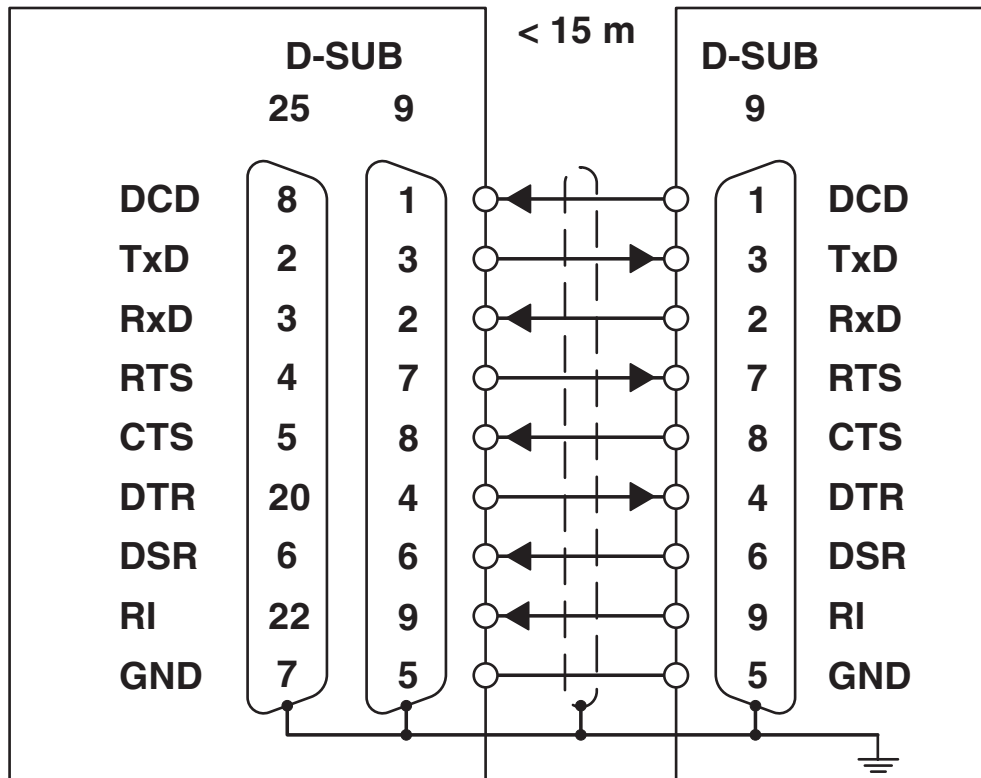 < 15 m
D-SUB D-SUB
25 9 9
DCD 8 1 1 DCD
TxD 2 3 3 TxD
RxD 3 2 2 RxD
RTS 4 7 7 RTS
CTS 5 8 8 CTS
DTR 20 4 4 DTR
DSR 6 6 6 DSR
RI 22 9 9 RI
GND 7 5 5 GND